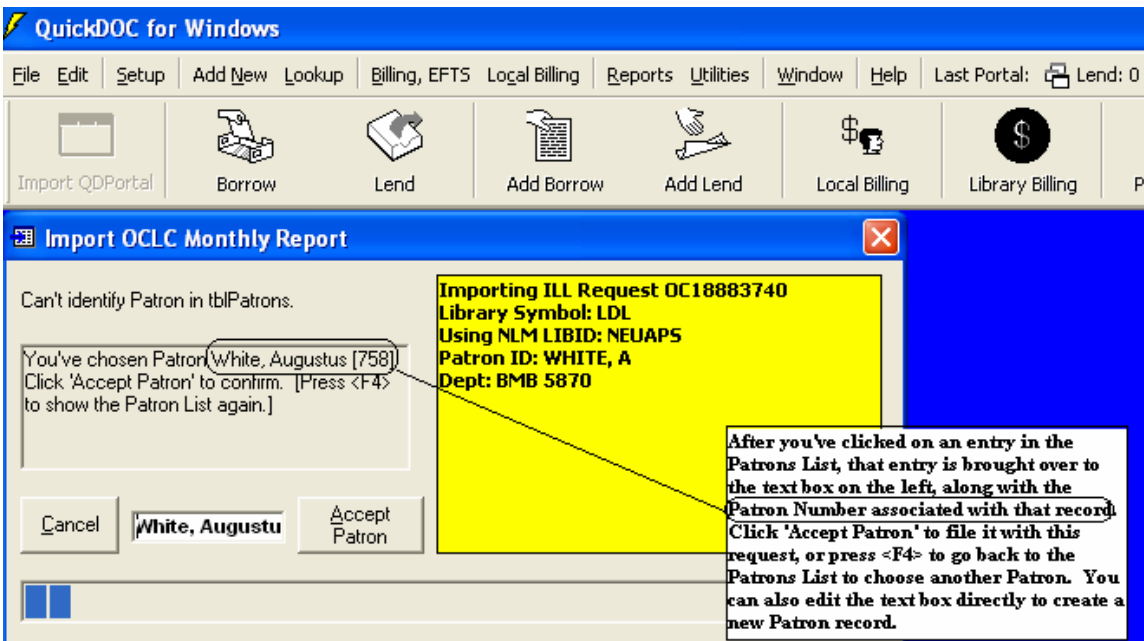 QuickDOC for Windows
File Edit Setup Add New Lookup Billing, EFTS Local Billing Reports Utilities Window Help Last Portal: Lend: 0
Import QDPortal Borrow Lend Add Borrow Add Lend Local Billing Library Billing P
Import OCLC Monthly Report
Can't identify Patron in tblPatrons.
You've chosen Patron White, Augustus [758]
Click 'Accept Patron' to confirm. [Press <F4>
to show the Patron List again.]
Cancel
White, Augustu
Accept
Patron
Importing ILL Request OC18883740
Library Symbol: LDL
Using NLM LIBID: NEUAPS
Patron ID: WHITE, A
Dept: BMB 5870
After you've clicked on an entry in the
Patrons List, that entry is brought over to
the text box on the left, along with the
Patron Number associated with that record.
Click 'Accept Patron' to file it with this
request, or press <F4> to go back to the
Patrons List to choose another Patron. You
can also edit the text box directly to create a
new Patron record.